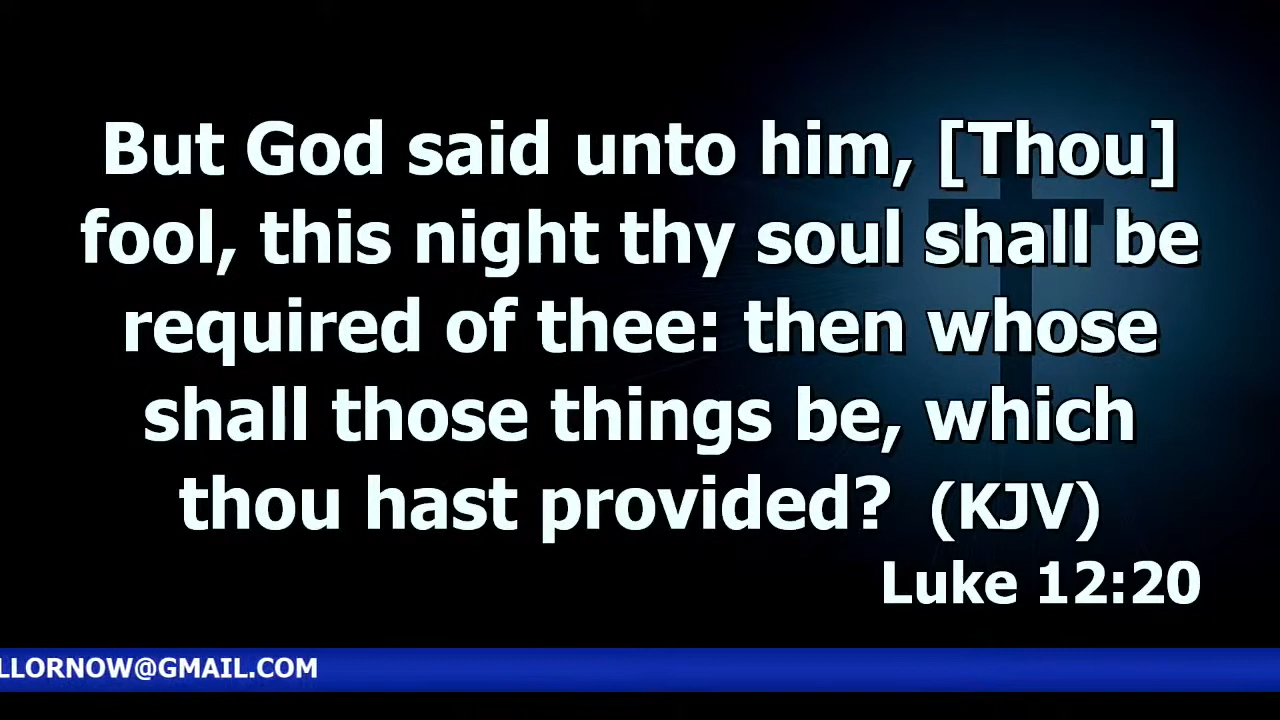 But God said unto him, [Thou]
fool, this night thy soul shall be
required of thee: then whose
shall those things be, which
thou hast provided? (KJV)
Luke 12:20
LLORNOW@GMAIL.COM